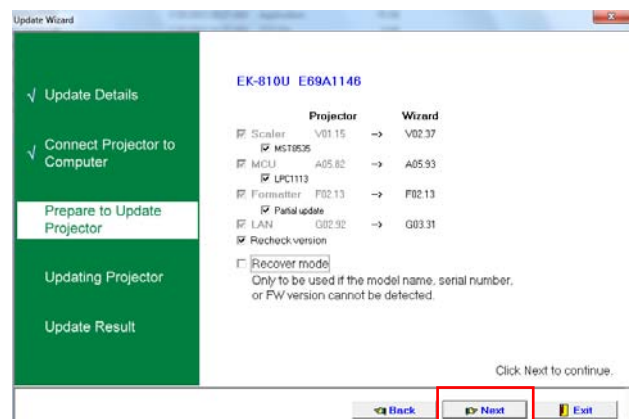 Update Wizard
√ Update Details
√ Connect Projector to
Computer
Prepare to Update
Projector
Updating Projector
Update Result
EK-810U E69A1146
Projector Wizard
Scaler V01.15 --> V02.37
MST8535
MCU A05.82 --> A05.93
LPC1113
Formatter F02.13 --> F02.13
Partial update
LAN G02.92 --> G03.31
Recheck version
Recover mode
Only to be used if the model name, serial number,
or FW version cannot be detected.
Click Next to continue.
Back Next Exit